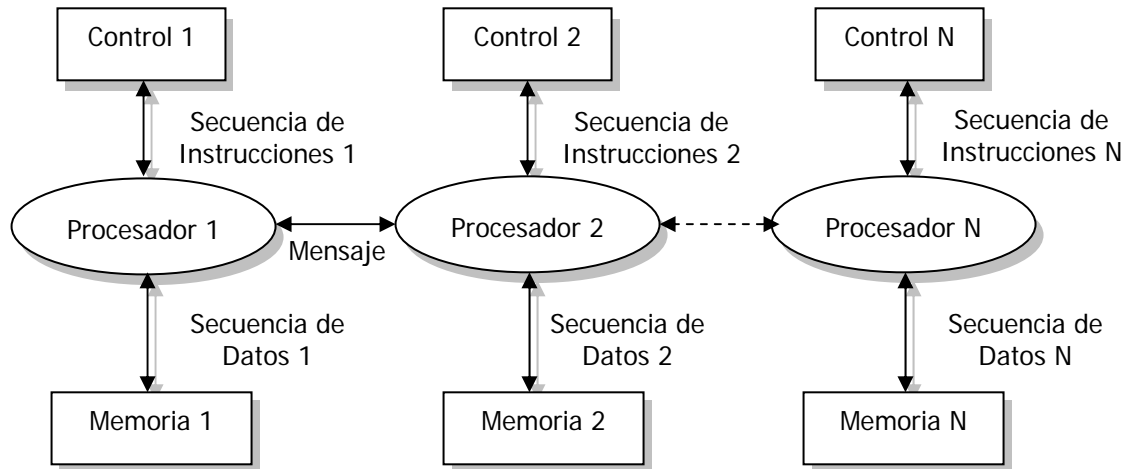 Control 1
Control 2
Control N
Secuencia de
Instrucciones 1
Secuencia de
Instrucciones 2
Secuencia de
Instrucciones N
Procesador 1
Mensaje
Procesador 2
Procesador N
Secuencia de
Datos 1
Secuencia de
Datos 2
Secuencia de
Datos N
Memoria 1
Memoria 2
Memoria N